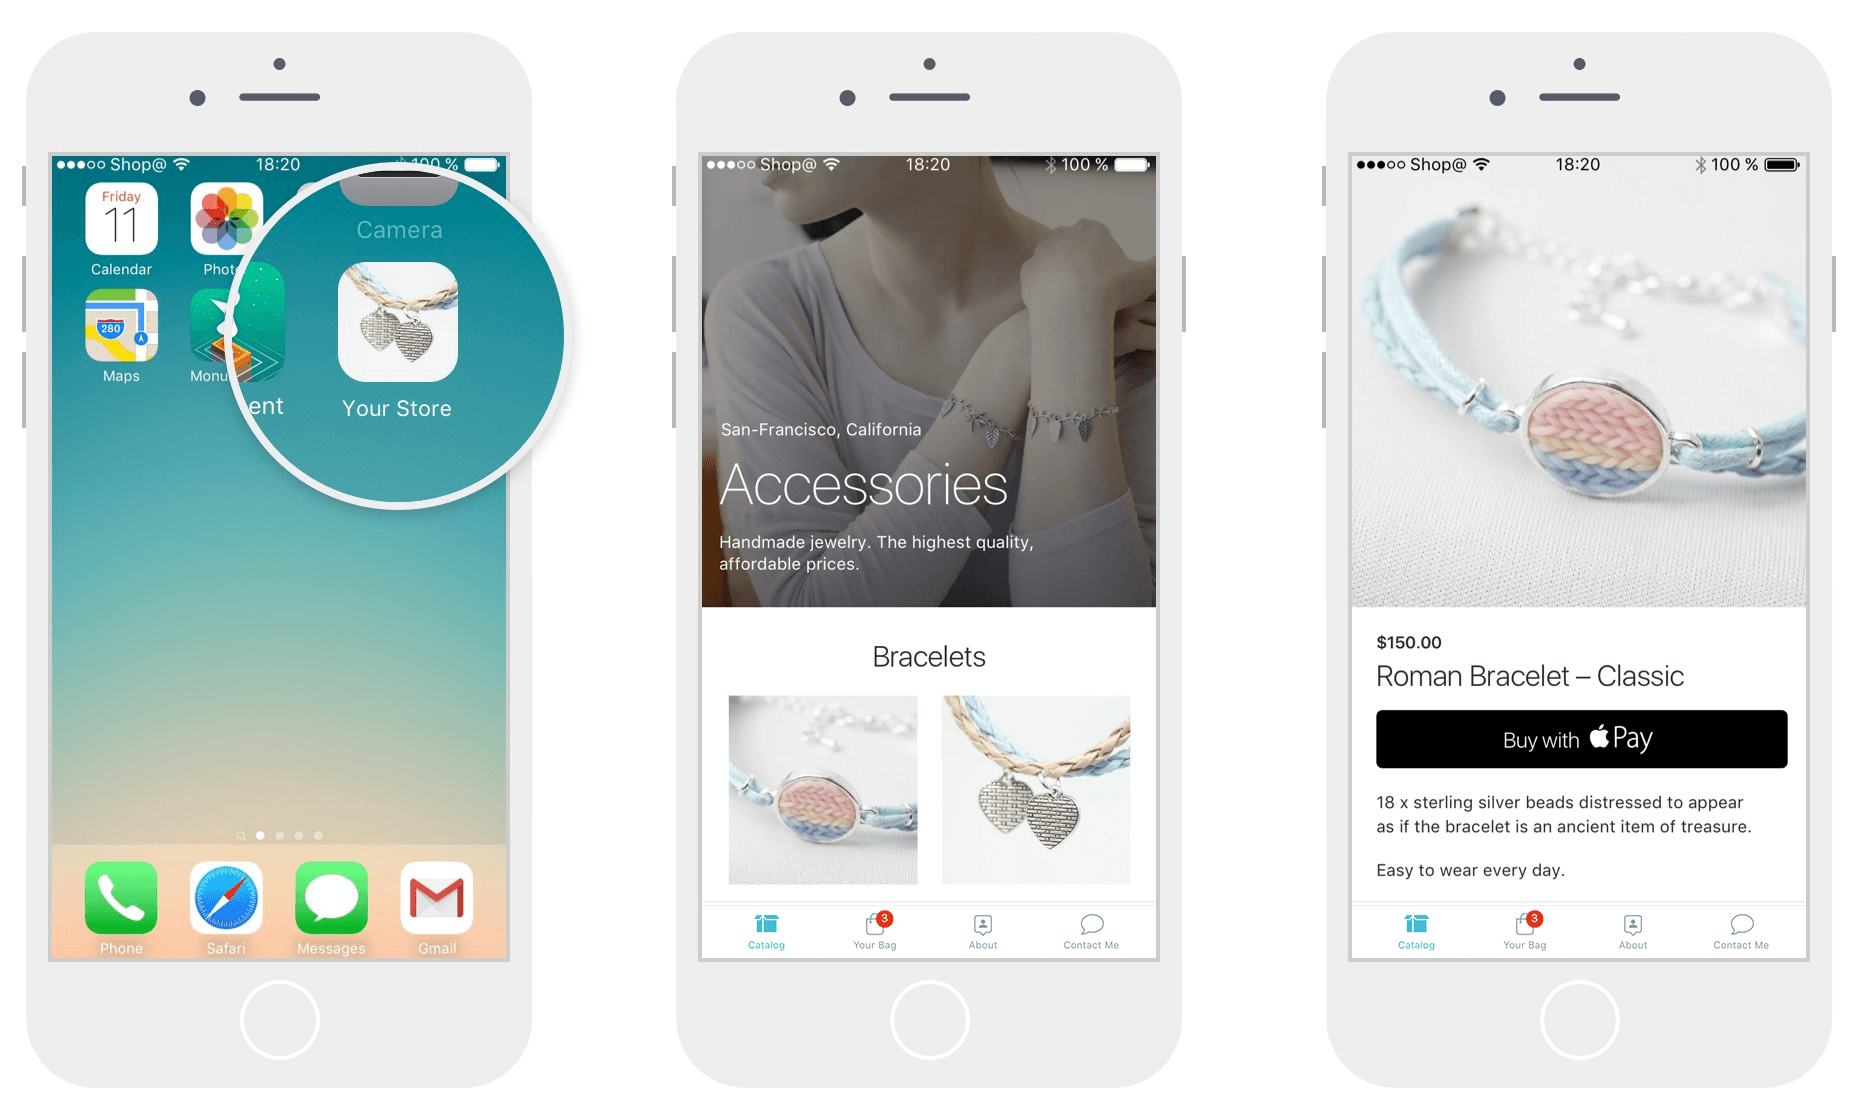 Shop@ 18:20 100 %
Friday
11
Calendar
Camera
280
Maps
ent
Your Store
Phone
Safari
Messages
Gmail
Shop@ 18:20 100 %
San-Francisco, California
Accessories
Handmade jewelry. The highest quality,
affordable prices.
Bracelets
3
Catalog Your Bag About Contact Me
Shop@ 18:20 100 %
$150.00
Roman Bracelet – Classic
Buy with Pay
18 x sterling silver beads distressed to appear
as if the bracelet is an ancient item of treasure.
Easy to wear every day.
3
Catalog Your Bag About Contact Me